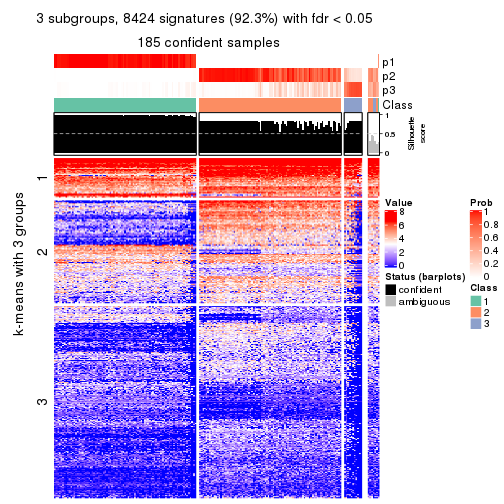 3 subgroups, 8424 signatures (92.3%) with fdr < 0.05
185 confident samples
p1
p2
p3
Class
1
0.5
0
Silhouette
score
k-means with 3 groups
1
2
3
Value
8
6
4
2
0
Status (barplots)
confident
ambiguous
Prob
1
0.8
0.6
0.4
0.2
0
Class
1
2
3